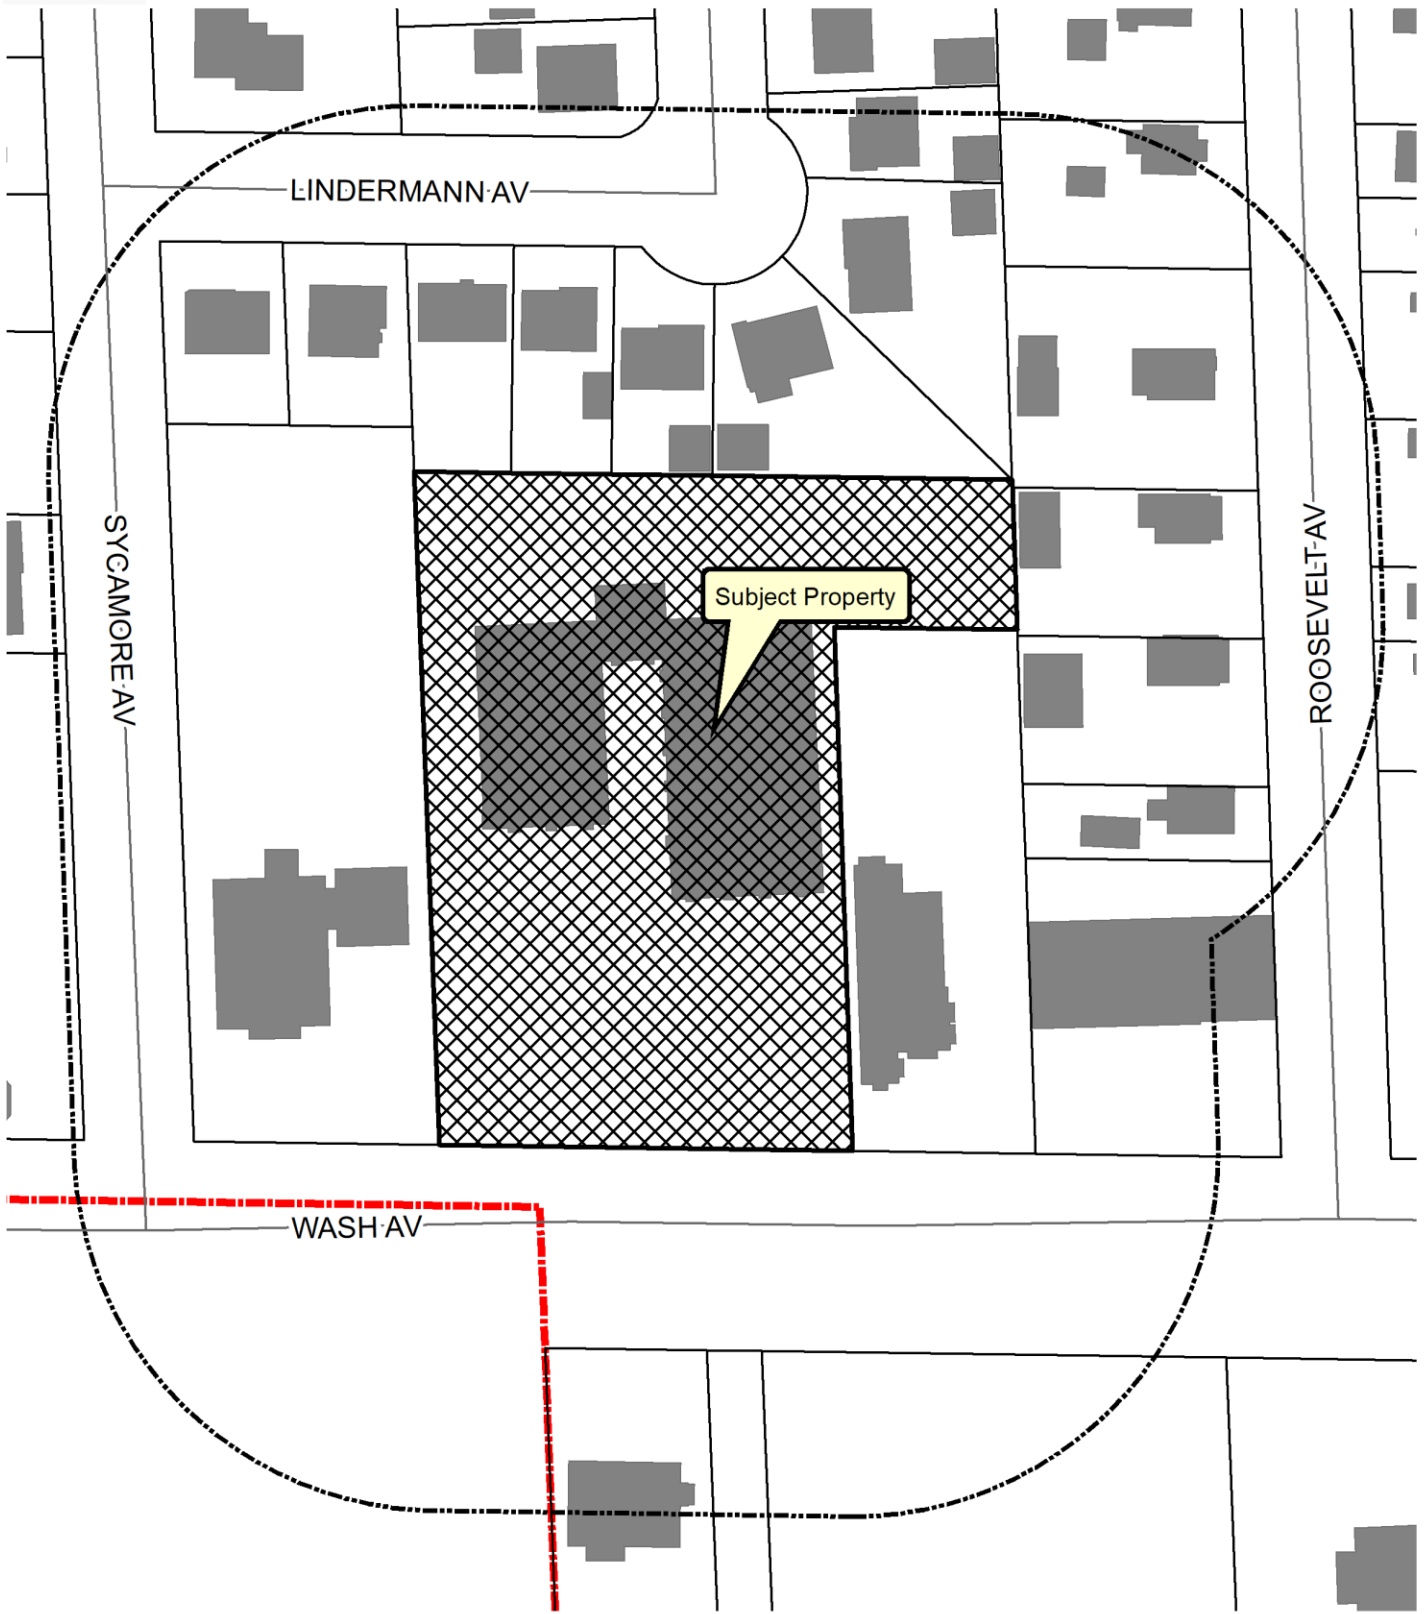 LINDERMANN AV
SYCAMORE AV
Subject Property
ROOSEVELT AV
WASH AV